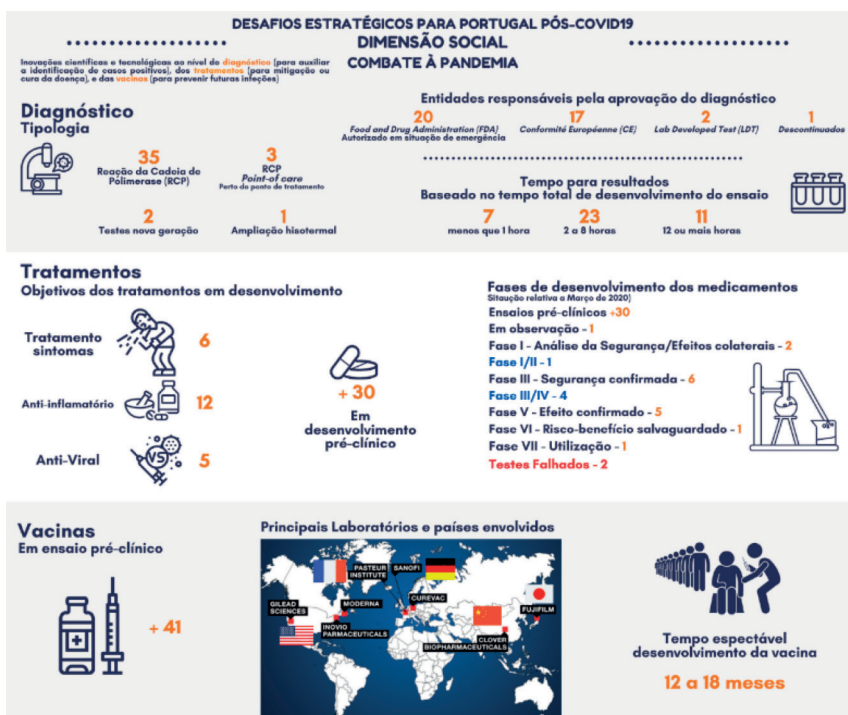 DESAFIOS ESTRATÉGICOS PARA PORTUGAL PÓS-COVID19
DIMENSÃO SOCIAL
COMBATE À PANDEMIA
Inovações científicas e tecnológicas ao nível do diagnóstico (para auxiliar
a identificação de casos positivos), dos tratamentos (para mitigação ou
cura da doença), e das vacinas (para prevenir futuras infeções)
Diagnóstico
Tipologia
35
Reação da Cadeia de
Polimerase (RCP)
3
RCP
Point-of care
Perto do ponto de tratamento
2
Testes nova geração
1
Ampliação hisotermal
Entidades responsáveis pela aprovação do diagnóstico
20
Food and Drug Administration (FDA)
Autorizado em situação de emergência
17
Conformité Européenne (CE)
2
Lab Developed Test (LDT)
1
Descontinuados
Tempo para resultados
Baseado no tempo total de desenvolvimento do ensaio
7
menos que 1 hora
23
2 a 8 horas
11
12 ou mais horas
Tratamentos
Objetivos dos tratamentos em desenvolvimento
Tratamento
sintomas
6
Anti-inflamatório
12
Anti-Viral
VS
5
+ 30
Em
desenvolvimento
pré-clínico
Fases de desenvolvimento dos medicamentos
Sitaução relativa a Março de 2020)
Ensaios pré-clínicos +30
Em observação - 1
Fase I - Análise da Segurança/Efeitos colaterais - 2
Fase I/II - 1
Fase III - Segurança confirmada - 6
Fase III/IV - 4
Fase V - Efeito confirmado - 5
Fase VI - Risco-benefício salvaguardado - 1
Fase VII - Utilização - 1
Testes Falhados - 2
Vacinas
Em ensaio pré-clínico
+ 41
Principais Laboratórios e países envolvidos
PASTEUR
INSTITUTE
SANOFI
CUREVAC
GILEAD
SCIENCES
MODERNA
INOVIO
PARMACEUTICALS
FUJIFILM
CLOVER
BIOPHARMACEUTICALS
Tempo espectável
desenvolvimento da vacina
12 a 18 meses